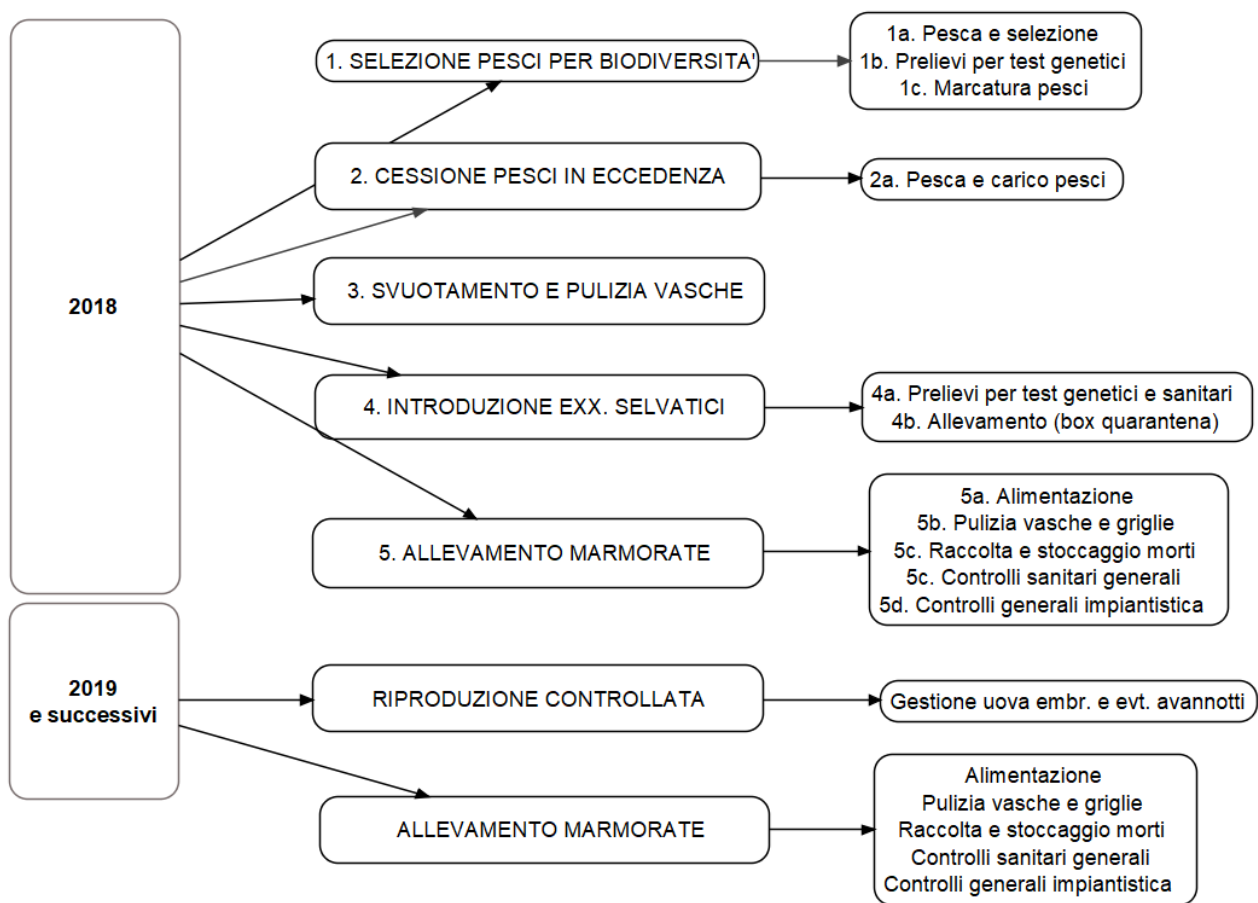 2018
1. SELEZIONE PESCI PER BIODIVERSITA'
1a. Pesca e selezione
1b. Prelievi per test genetici
1c. Marcatura pesci
2. CESSIONE PESCI IN ECCEDENZA
2a. Pesca e carico pesci
3. SVUOTAMENTO E PULIZIA VASCHE
4. INTRODUZIONE EXX. SELVATICI
4a. Prelievi per test genetici e sanitari
4b. Allevamento (box quarantena)
5. ALLEVAMENTO MARMORATE
5a. Alimentazione
5b. Pulizia vasche e griglie
5c. Raccolta e stoccaggio morti
5c. Controlli sanitari generali
5d. Controlli generali impiantistica
2019
e successivi
RIPRODUZIONE CONTROLLATA
Gestione uova embr. e evt. avannotti
ALLEVAMENTO MARMORATE
Alimentazione
Pulizia vasche e griglie
Raccolta e stoccaggio morti
Controlli sanitari generali
Controlli generali impiantistica